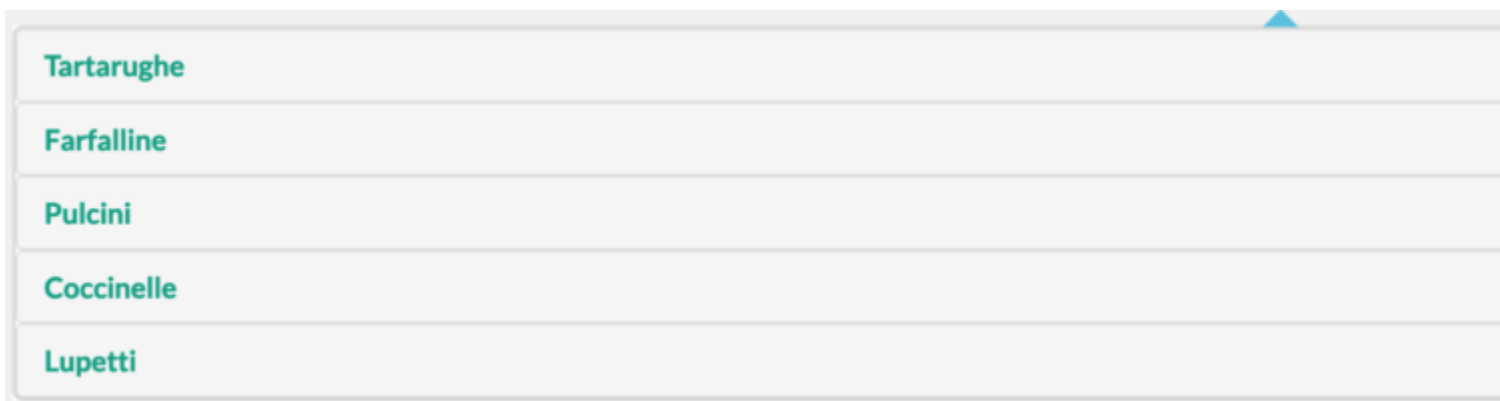 Tartarughe
Farfalline
Pulcini
Coccinelle
Lupetti